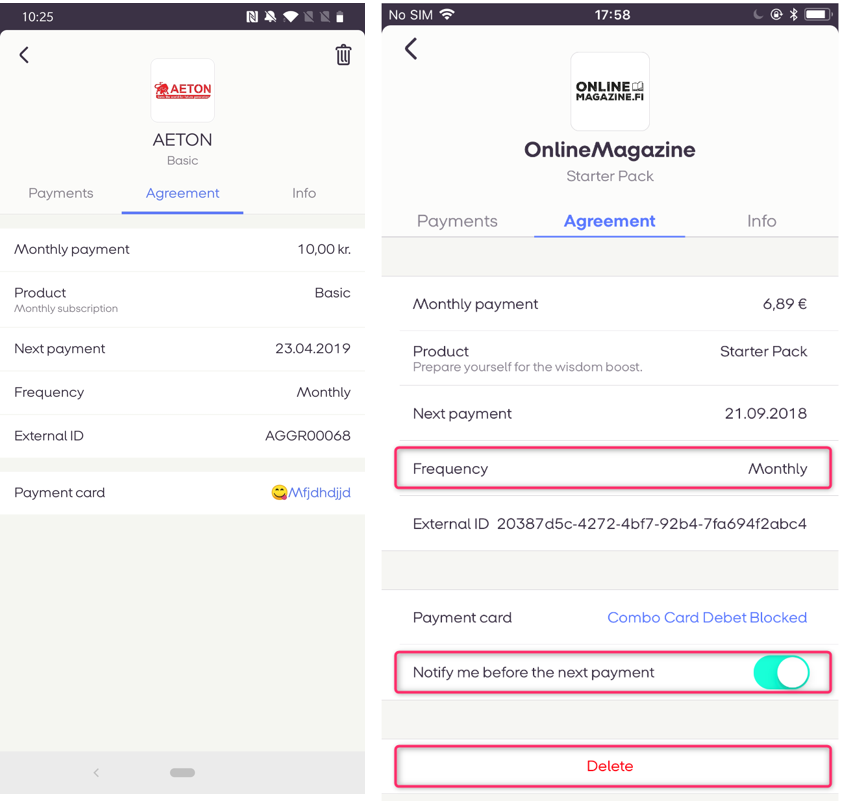 10:25
AETON
AETON
Basic
Payments Agreement Info
Monthly payment 10,00 kr.
Product Basic
Monthly subscription
Next payment 23.04.2019
Frequency Monthly
External ID AGGR00068
Payment card 😋Mfjdhdjjd
No SIM 17:58
ONLINE
MAGAZINE.FI
OnlineMagazine
Starter Pack
Payments Agreement Info
Monthly payment 6,89 €
Product Starter Pack
Prepare yourself for the wisdom boost.
Next payment 21.09.2018
Frequency Monthly
External ID 20387d5c-4272-4bf7-92b4-7fa694f2abc4
Payment card Combo Card Debet Blocked
Notify me before the next payment
Delete